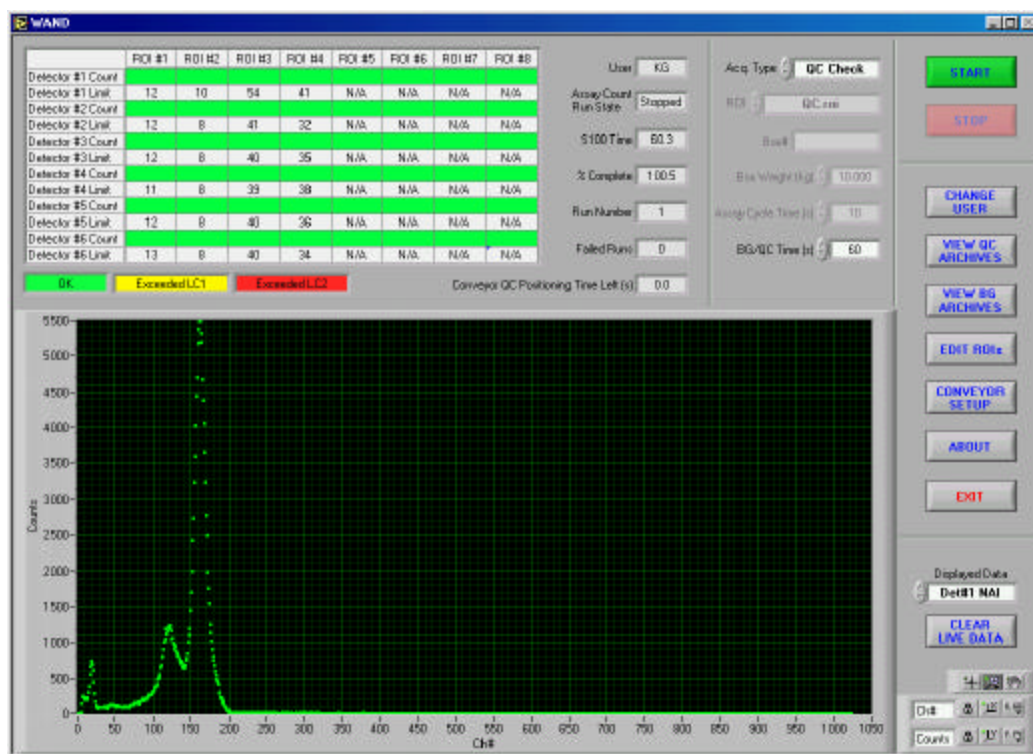 WAND
ROI #1 ROI #2 ROI #3 ROI #4 ROI #5 ROI #6 ROI #7 ROI #8
Detector #1 Count
Detector #1 Limit 12 10 54 41 N/A N/A N/A N/A
Detector #2 Count
Detector #2 Limit 12 8 41 32 N/A N/A N/A N/A
Detector #3 Count
Detector #3 Limit 12 8 40 35 N/A N/A N/A N/A
Detector #4 Count
Detector #4 Limit 11 8 39 38 N/A N/A N/A N/A
Detector #5 Count
Detector #5 Limit 12 8 40 36 N/A N/A N/A N/A
Detector #6 Count
Detector #6 Limit 13 8 40 34 N/A N/A N/A N/A
OK Exceeded LC1 Exceeded LC2
User KG
Assay Count
Run State Stopped
S100 Time 60.3
% Complete 100.5
Run Number 1
Failed Runs 0
Conveyor QC Positioning Time Left (s) 0.0
Acq. Type QC Check
ROI QC.roi
Box#
Box Weight (kg) 10.000
Assay Cycle Time (s) 10
BG/QC Time (s) 60
START
STOP
CHANGE
USER
VIEW QC
ARCHIVES
VIEW BG
ARCHIVES
EDIT ROIs
CONVEYOR
SETUP
ABOUT
EXIT
Displayed Data
Det#1 NAI
CLEAR
LIVE DATA
Ch#
Counts
5500
5000
4500
4000
3500
3000
2500
2000
1500
1000
500
0
Counts
0 50 100 150 200 250 300 350 400 450 500 550 600 650 700 750 800 850 900 950 1000 1050
Ch#